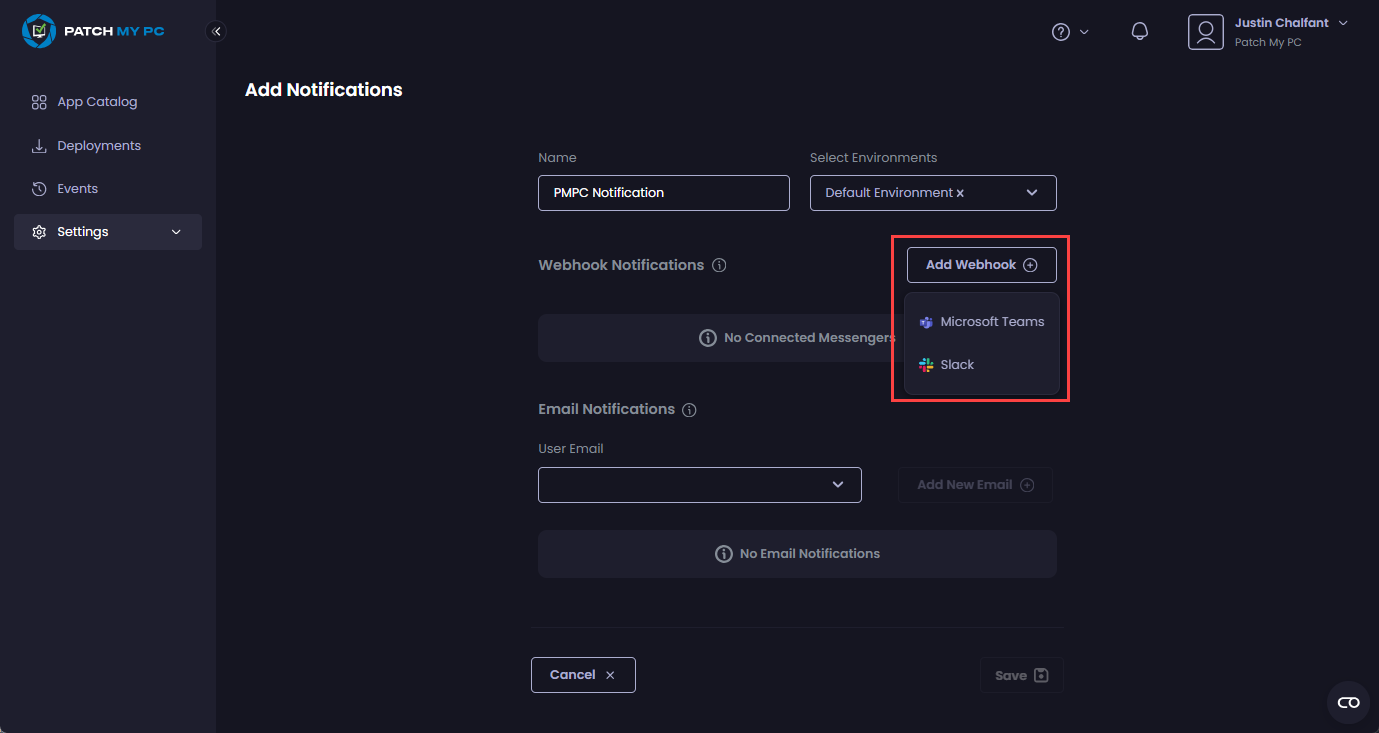 PATCH MY PC
Justin Chalfant
Patch My PC
App Catalog
Deployments
Events
Settings
Add Notifications
Name
Select Environments
PMPC Notification
Default Environment ×
Webhook Notifications
Add Webhook
Microsoft Teams
Slack
No Connected Messengers
Email Notifications
User Email
Add New Email
No Email Notifications
Cancel ×
Save